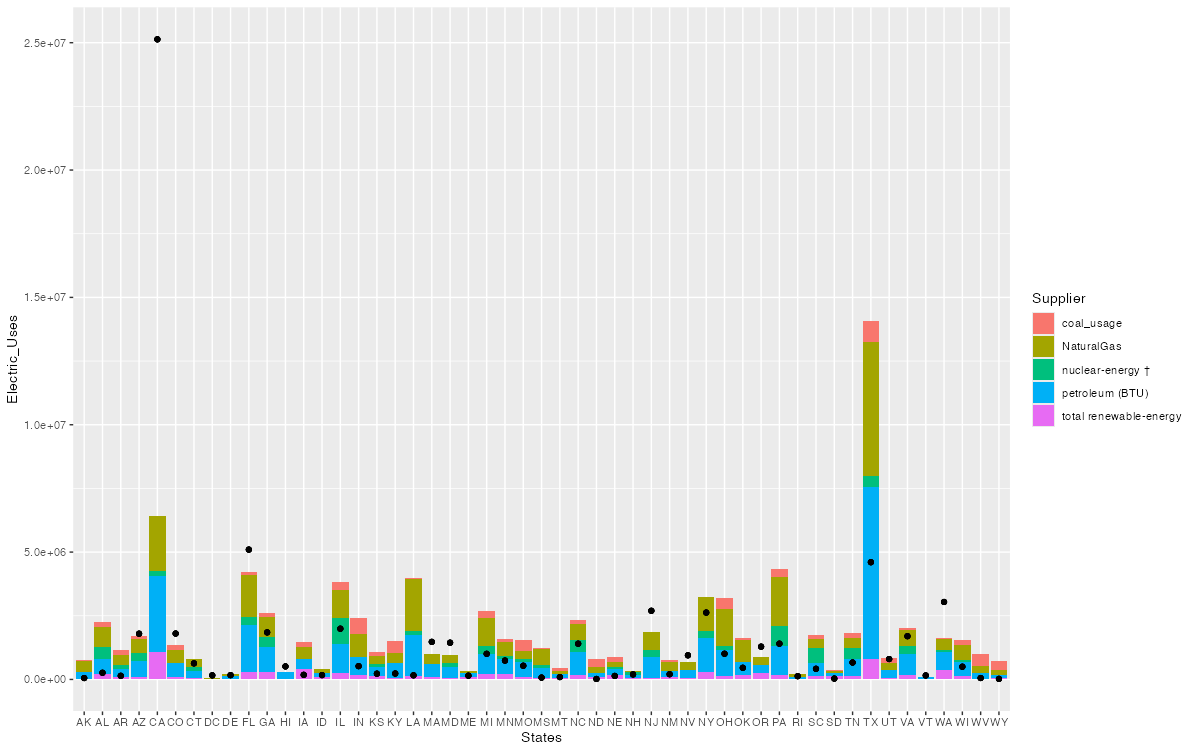 2.5e+07
2.0e+07
1.5e+07
1.0e+07
5.0e+06
0.0e+00
Electric_Uses
AK AL AR AZ CA CO CT DC DE FL GA HI IA ID IL IN KS KY LA MA MD ME MI MN MO MS MT NC ND NE NH NJ NM NV NY OH OK OR PA RI SC SD TN TX UT VA VT WA WI WV WY
States
Supplier
coal_usage
NaturalGas
nuclear-energy †
petroleum (BTU)
total renewable-energy